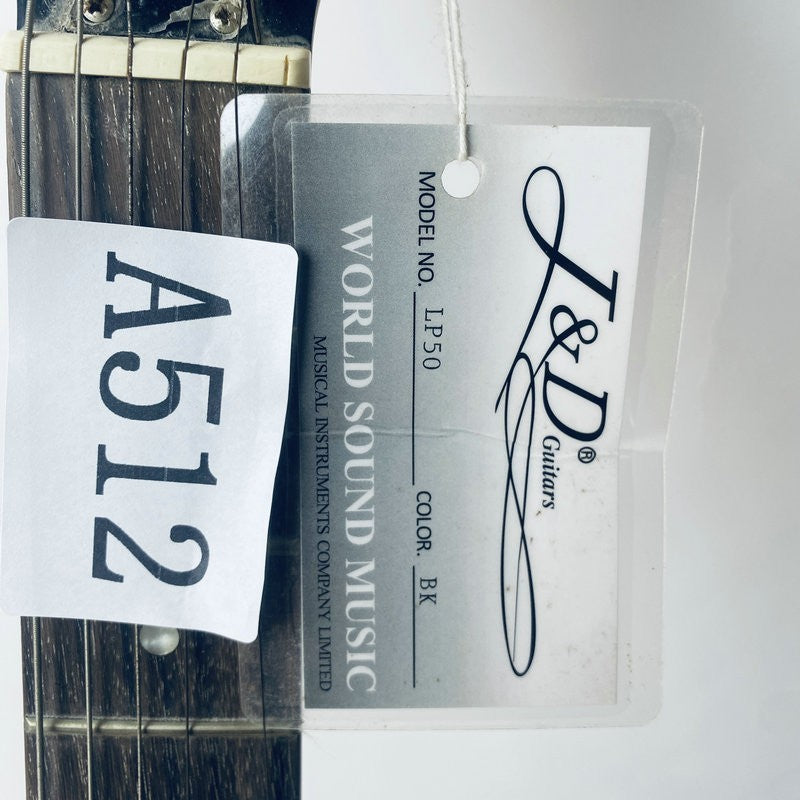 J&D® Guitars
MODEL NO. LP50 COLOR. BK
WORLD SOUND MUSIC
MUSICAL INSTRUMENTS COMPANY LIMITED
A512